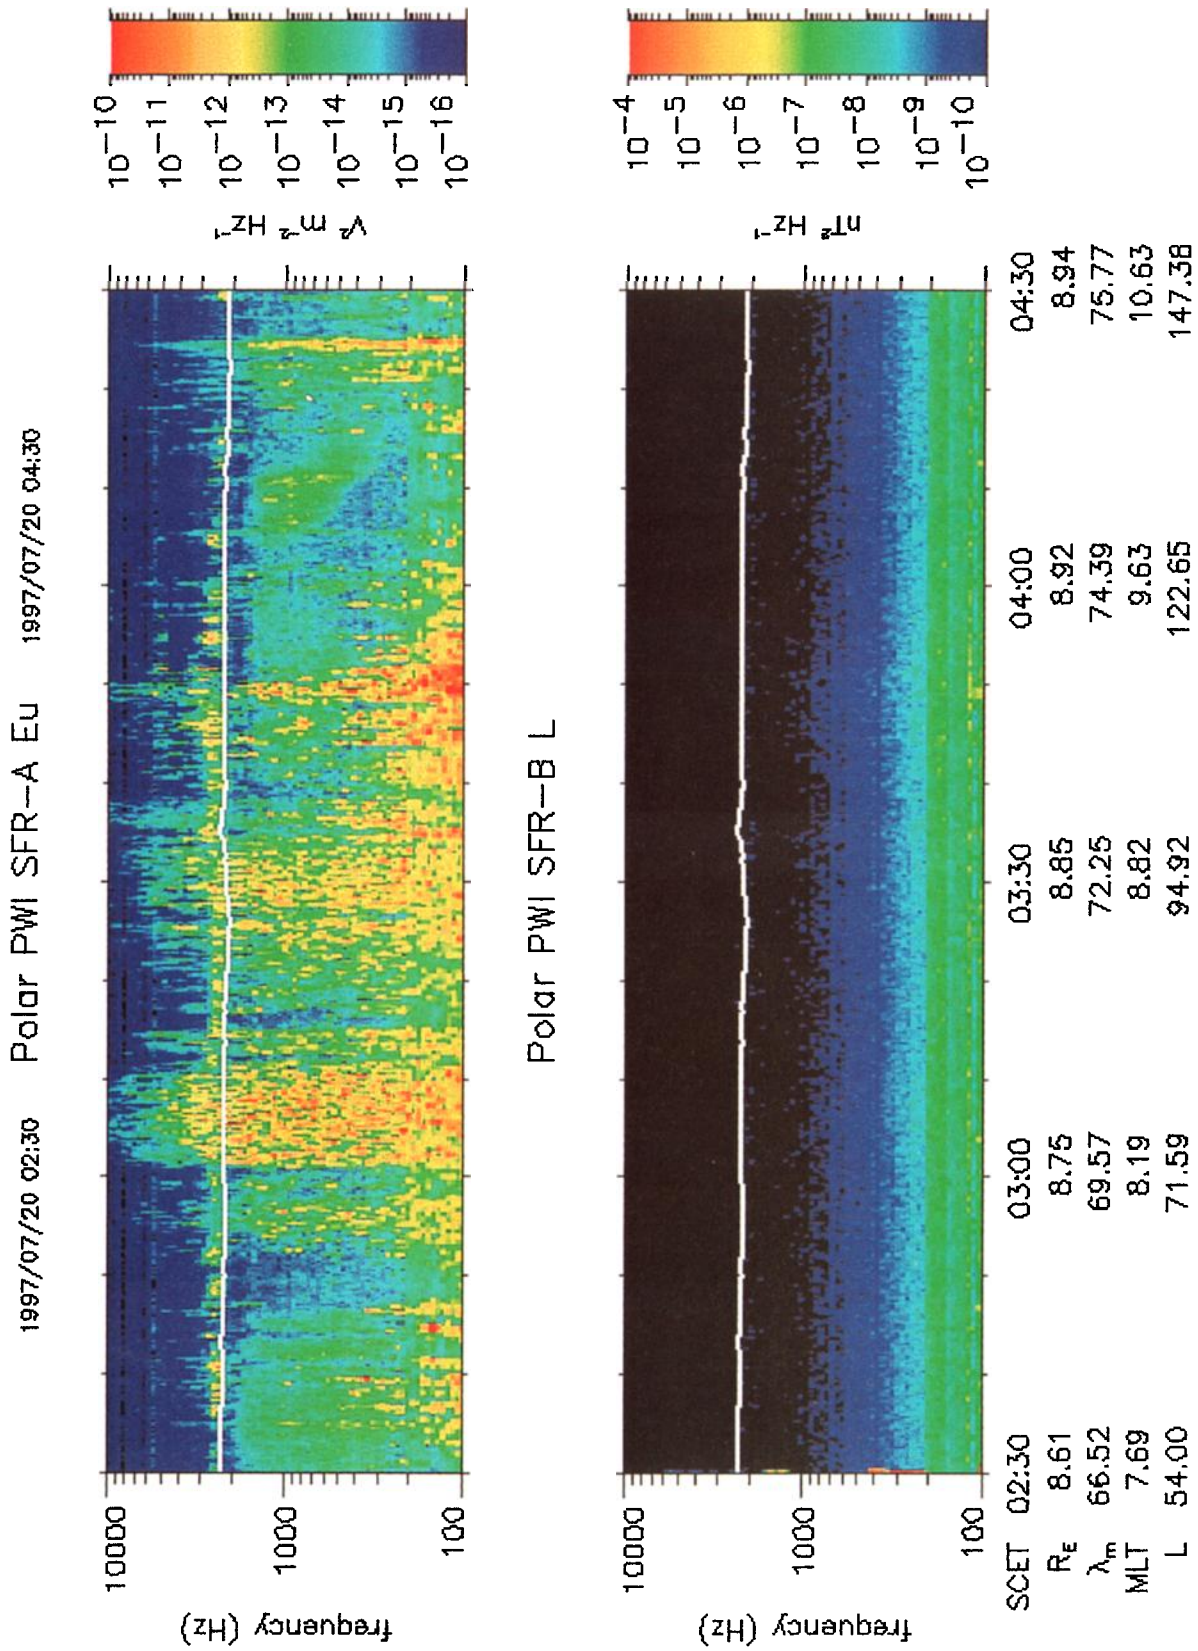 1997/07/20 02:30 Polar PWI SFR-A Eu 1997/07/20 04:30
frequency (Hz)
10000
1000
100
10⁻¹⁰
10⁻¹¹
10⁻¹²
10⁻¹³
10⁻¹⁴
10⁻¹⁵
10⁻¹⁶
V² m⁻² Hz⁻¹
Polar PWI SFR-B L
frequency (Hz)
10000
1000
100
10⁻⁴
10⁻⁵
10⁻⁶
10⁻⁷
10⁻⁸
10⁻⁹
10⁻¹⁰
nT² Hz⁻¹
SCET 02:30 03:00 03:30 04:00 04:30
R_E 8.61 8.75 8.85 8.92 8.94
λ_m 66.52 69.57 72.25 74.39 75.77
MLT 7.69 8.19 8.82 9.63 10.63
L 54.00 71.59 94.92 122.65 147.38